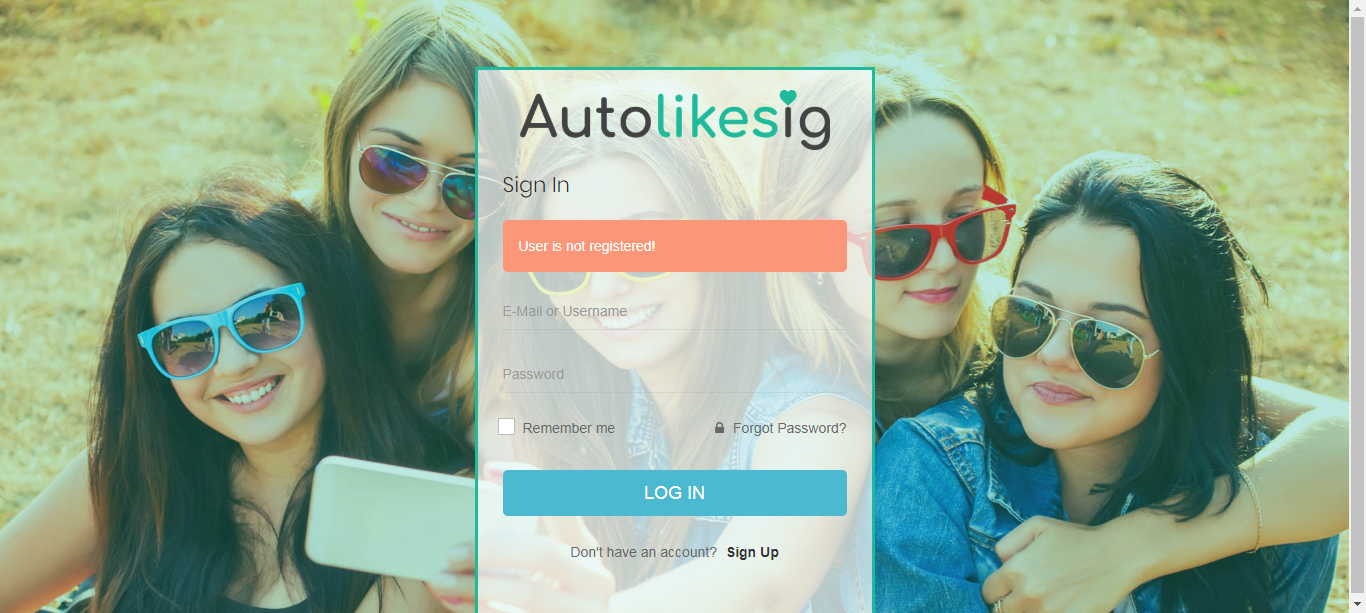 Autolikesig
Sign In
User is not registered!
E-Mail or Username
Password
Remember me Forgot Password?
LOG IN
Don't have an account? Sign Up